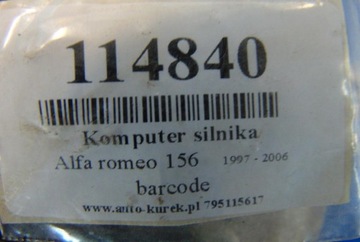 114840
Komputer silnika
Alfa romeo 156 1997 - 2006
barcode
www.auto-kurek.pl 795115617